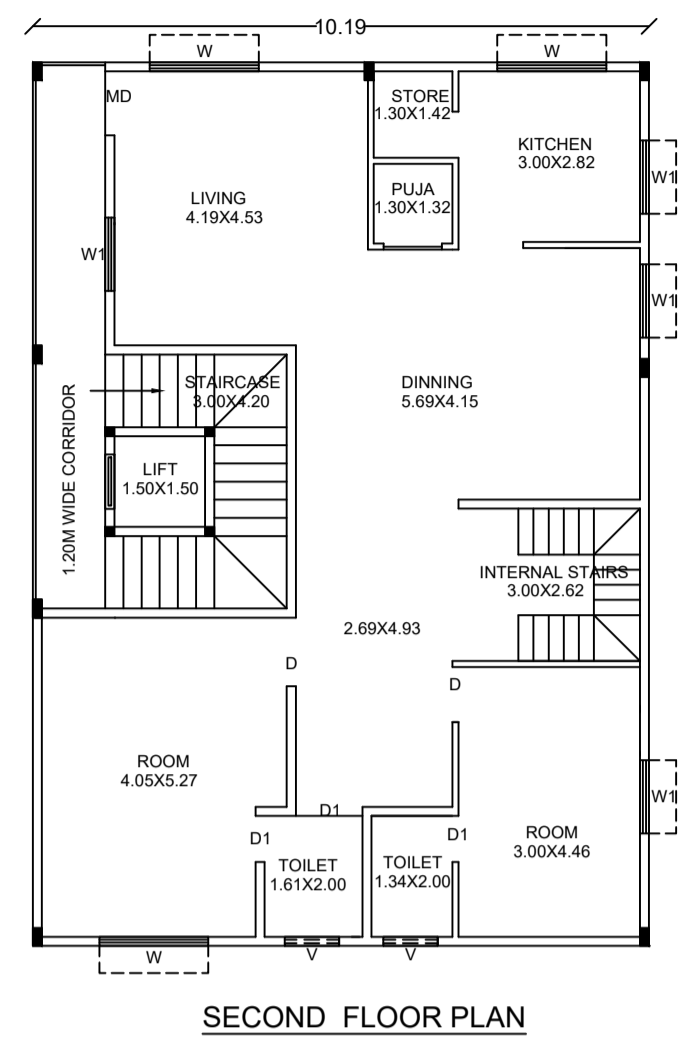 10.19
W
W
MD
STORE
1.30X1.42
KITCHEN
3.00X2.82
W1
PUJA
1.30X1.32
LIVING
4.19X4.53
W1
W1
STAIRCASE
3.00X4.20
DINNING
5.69X4.15
1.20M WIDE CORRIDOR
LIFT
1.50X1.50
INTERNAL STAIRS
3.00X2.62
2.69X4.93
D
D
ROOM
4.05X5.27
W1
D1
D1
D1
ROOM
3.00X4.46
TOILET
1.61X2.00
TOILET
1.34X2.00
W
V
V
SECOND FLOOR PLAN